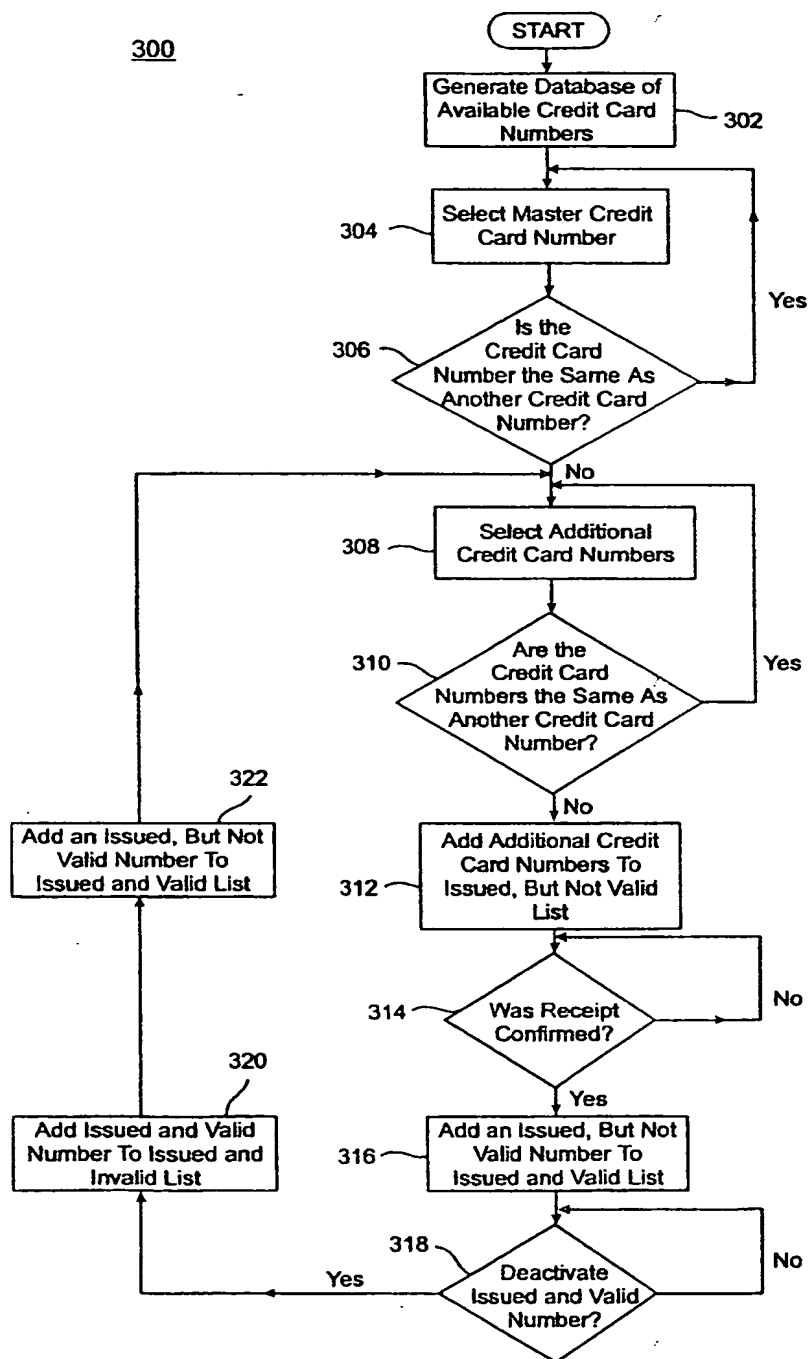 300
START
Generate Database of
Available Credit Card
Numbers
302
304
Select Master Credit
Card Number
Yes
306
Is the
Credit Card
Number the Same As
Another Credit Card
Number?
No
308
Select Additional
Credit Card Numbers
310
Are the
Credit Card
Numbers the Same As
Another Credit Card
Number?
Yes
No
322
Add an Issued, But Not
Valid Number To
Issued and Valid List
312
Add Additional Credit
Card Numbers To
Issued, But Not Valid
List
314
Was Receipt
Confirmed?
No
Yes
320
Add Issued and Valid
Number To Issued and
Invalid List
316
Add an Issued, But Not
Valid Number To
Issued and Valid List
318
Deactivate
Issued and Valid
Number?
No
Yes